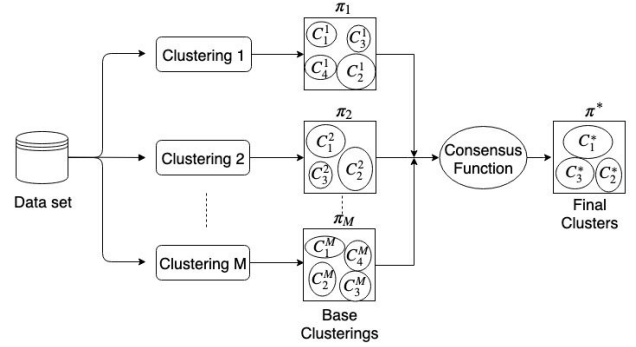 π₁
C₁¹
C₃¹
C₄¹
C₂¹
Clustering 1
π₂
C₁²
C₃²
C₂²
Clustering 2
π_M
C₁ᴹ
C₄ᴹ
C₂ᴹ
C₃ᴹ
Clustering M
Base
Clusterings
Data set
Consensus
Function
π*
C₁*
C₃*
C₂*
Final
Clusters